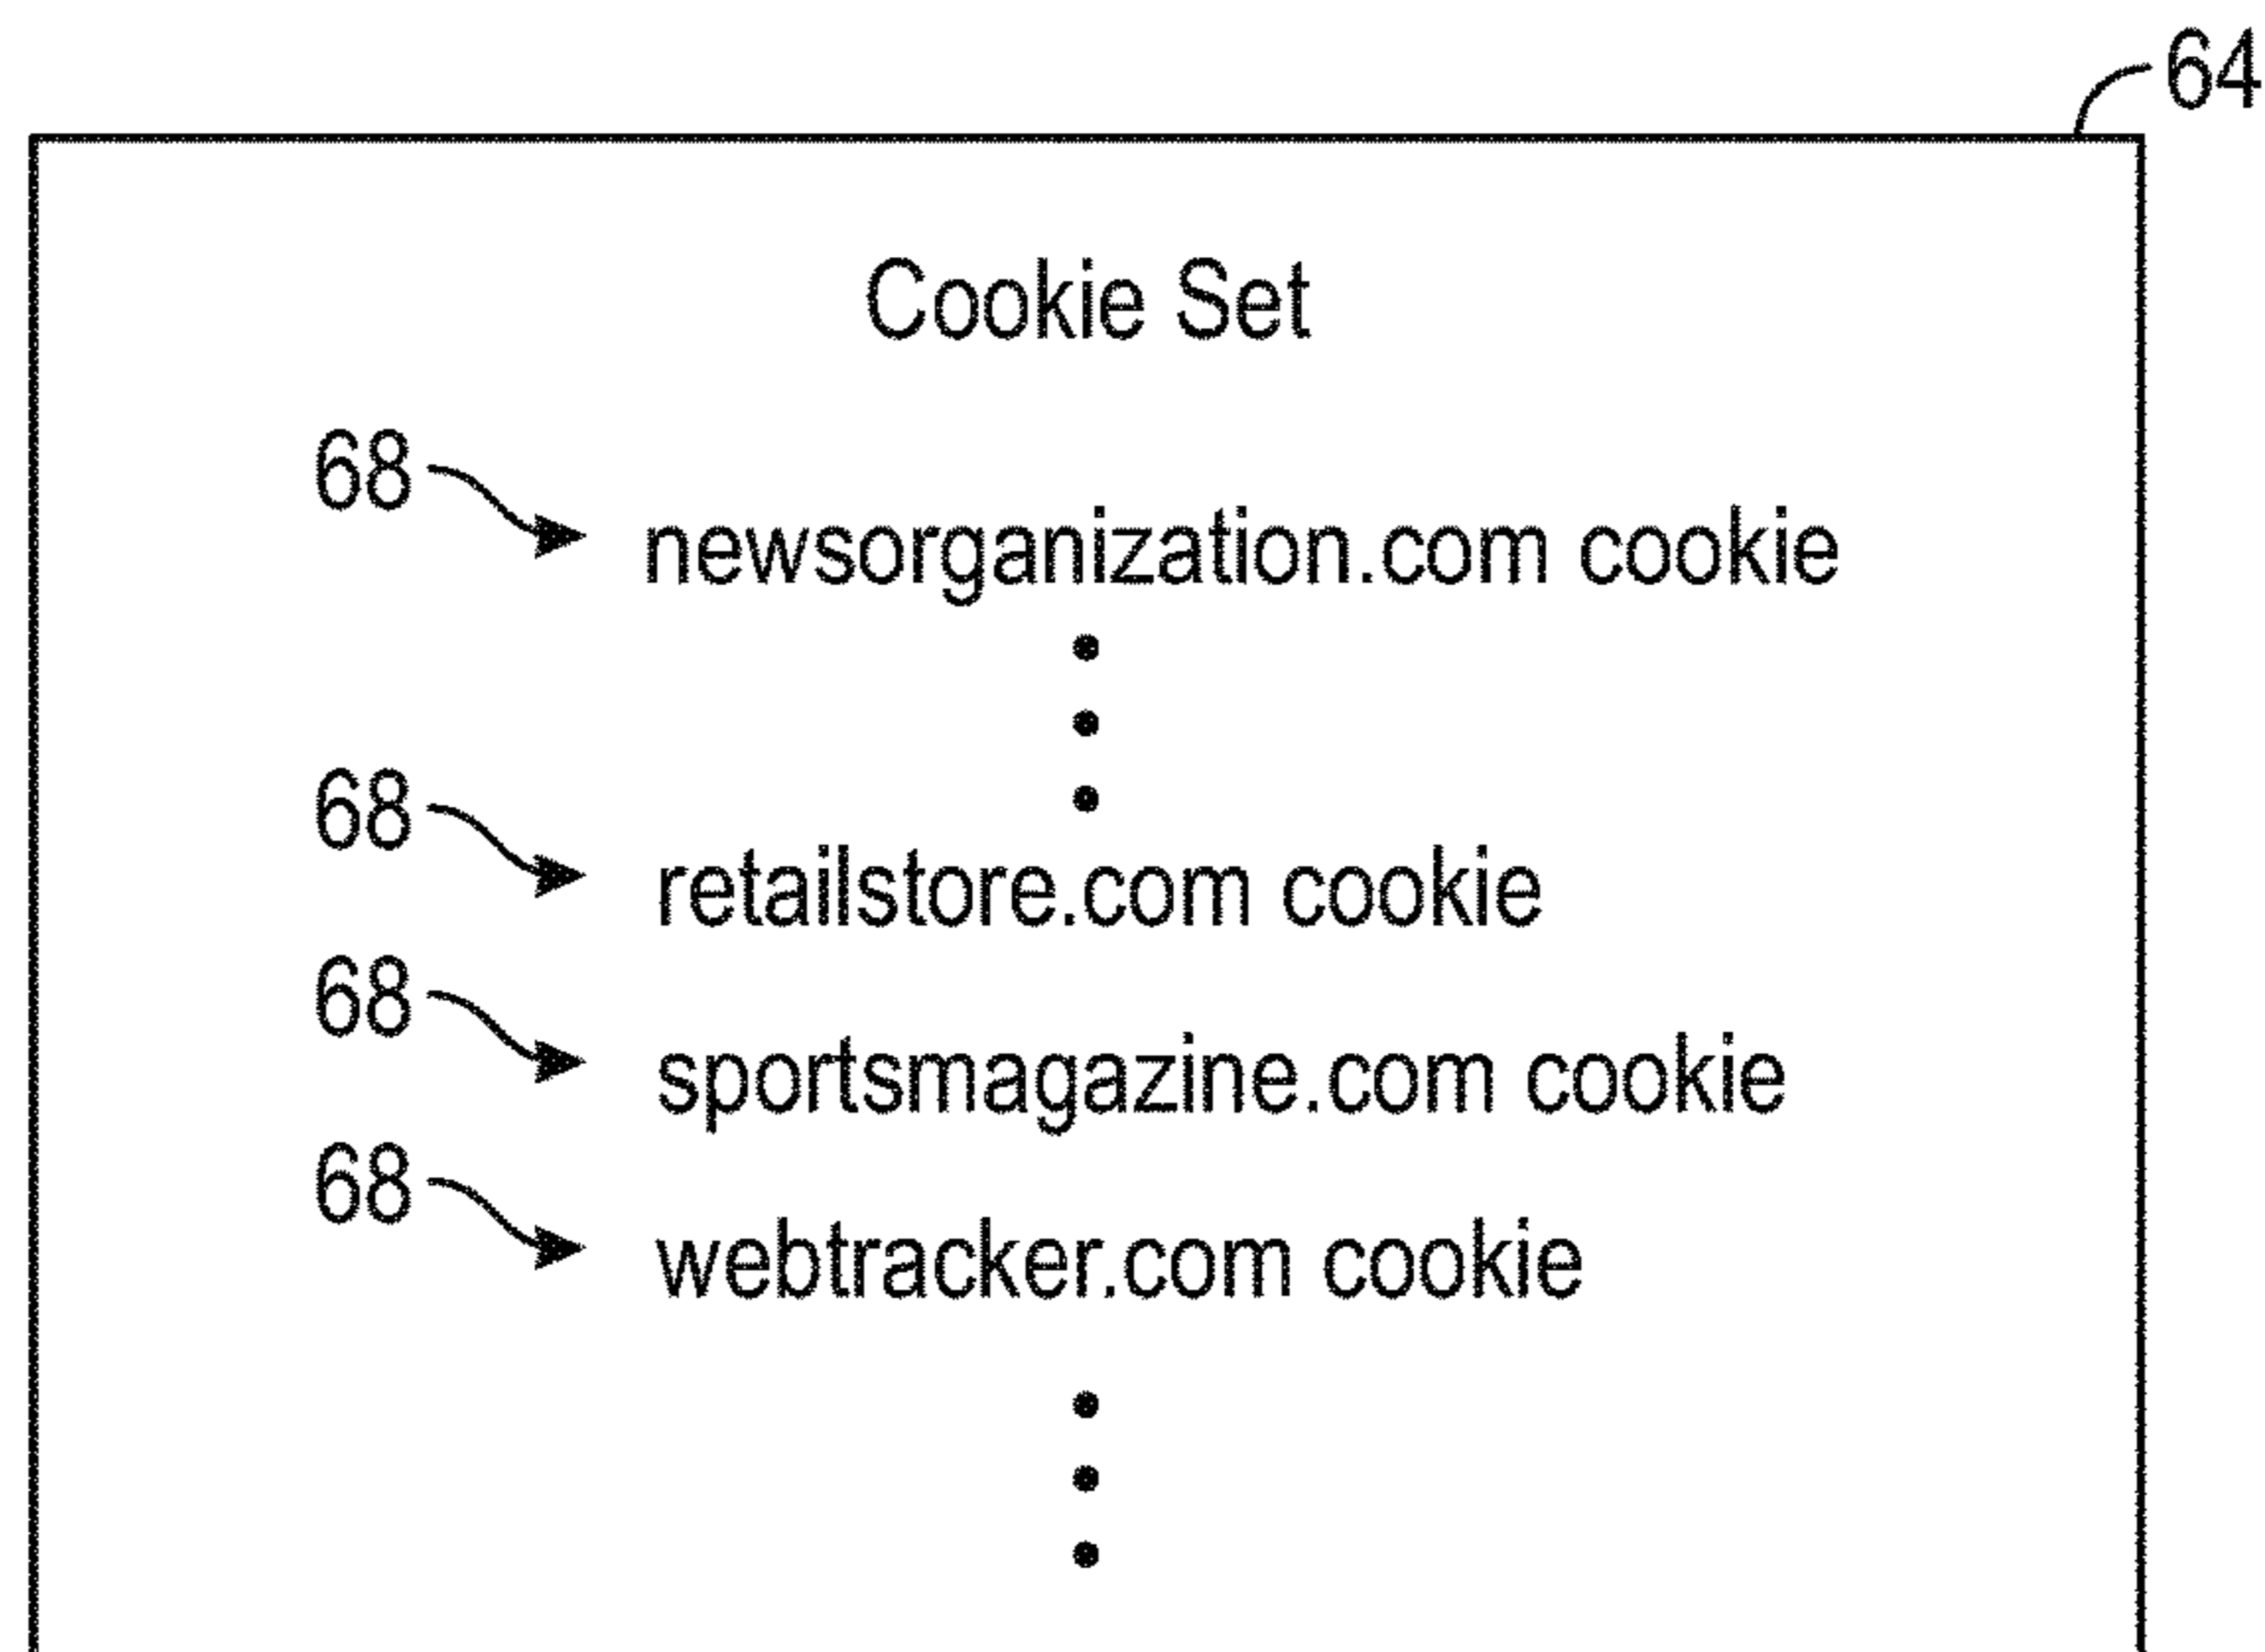 64
Cookie Set
68
newsorganization.com cookie
68
retailstore.com cookie
68
sportsmagazine.com cookie
68
webtracker.com cookie